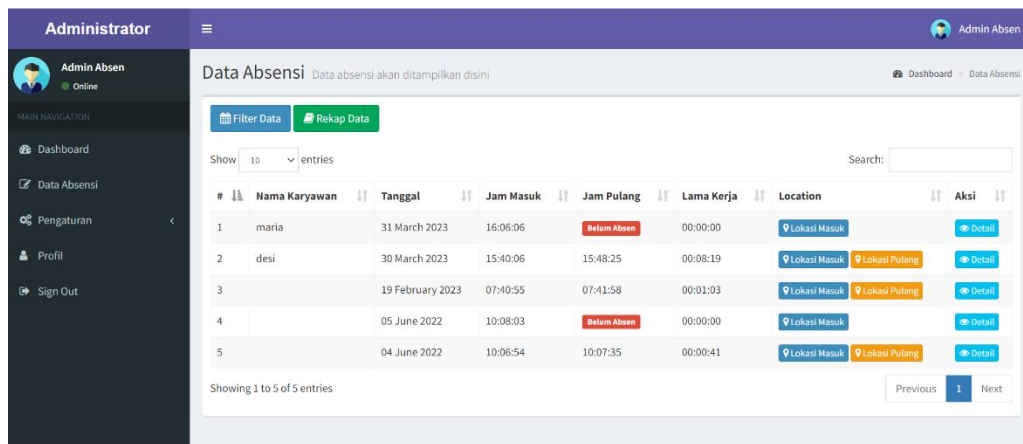 Administrator
Admin Absen
Admin Absen
Online
MAIN NAVIGATION
Dashboard
Data Absensi
Pengaturan
Profil
Sign Out
Data Absensi Data absensi akan ditampilkan disini
Dashboard > Data Absensi
Filter Data Rekap Data
Show 10 entries Search:
# Nama Karyawan Tanggal Jam Masuk Jam Pulang Lama Kerja Location Aksi
1 maria 31 March 2023 16:06:06 Belum Absen 00:00:00 Lokasi Masuk Detail
2 desi 30 March 2023 15:40:06 15:48:25 00:08:19 Lokasi Masuk Lokasi Pulang Detail
3 19 February 2023 07:40:55 07:41:58 00:01:03 Lokasi Masuk Lokasi Pulang Detail
4 05 June 2022 10:08:03 Belum Absen 00:00:00 Lokasi Masuk Detail
5 04 June 2022 10:06:54 10:07:35 00:00:41 Lokasi Masuk Lokasi Pulang Detail
Showing 1 to 5 of 5 entries Previous 1 Next